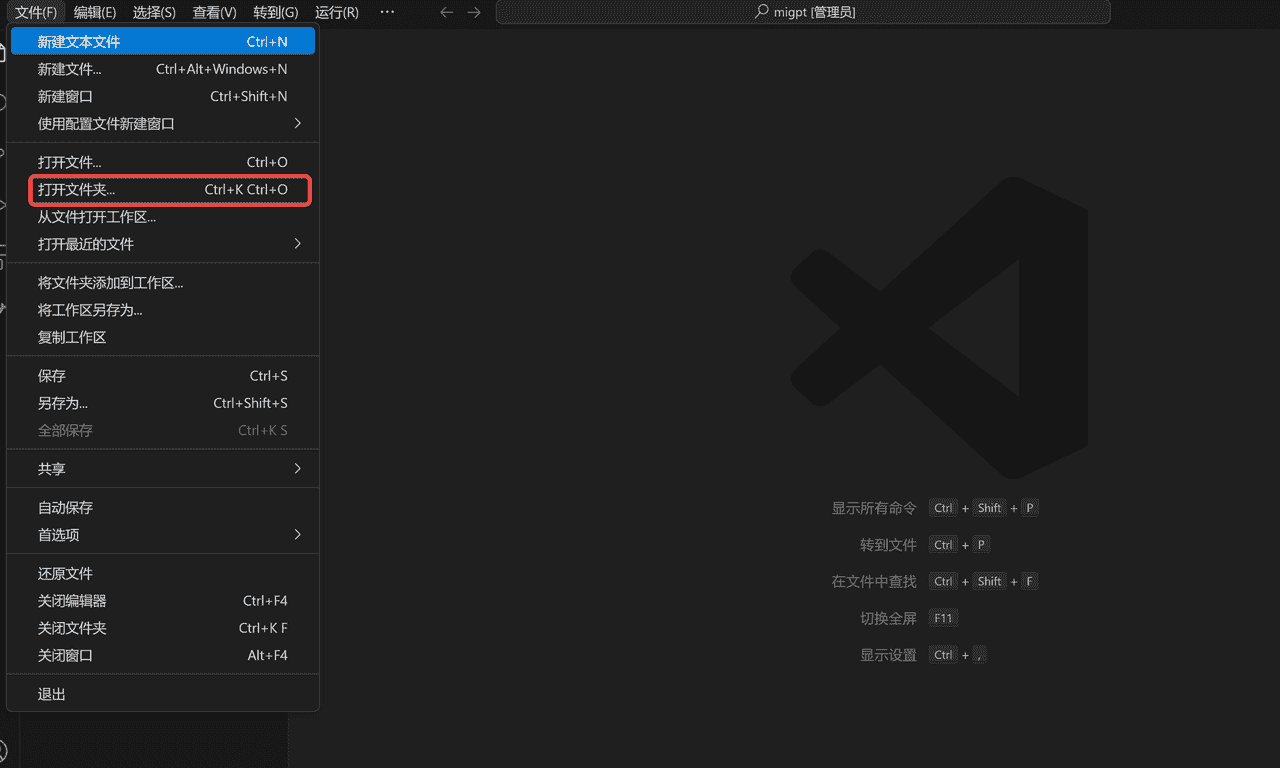 文件(F) 编辑(E) 选择(S) 查看(V) 转到(G) 运行(R) ··· migpt [管理员]
新建文本文件 Ctrl+N
新建文件... Ctrl+Alt+Windows+N
新建窗口 Ctrl+Shift+N
使用配置文件新建窗口
打开文件... Ctrl+O
打开文件夹... Ctrl+K Ctrl+O
从文件打开工作区...
打开最近的文件
将文件夹添加到工作区...
将工作区另存为...
复制工作区
保存 Ctrl+S
另存为... Ctrl+Shift+S
全部保存 Ctrl+K S
共享
自动保存
首选项
还原文件
关闭编辑器 Ctrl+F4
关闭文件夹 Ctrl+K F
关闭窗口 Alt+F4
退出
显示所有命令 Ctrl + Shift + P
转到文件 Ctrl + P
在文件中查找 Ctrl + Shift + F
切换全屏 F11
显示设置 Ctrl + ,